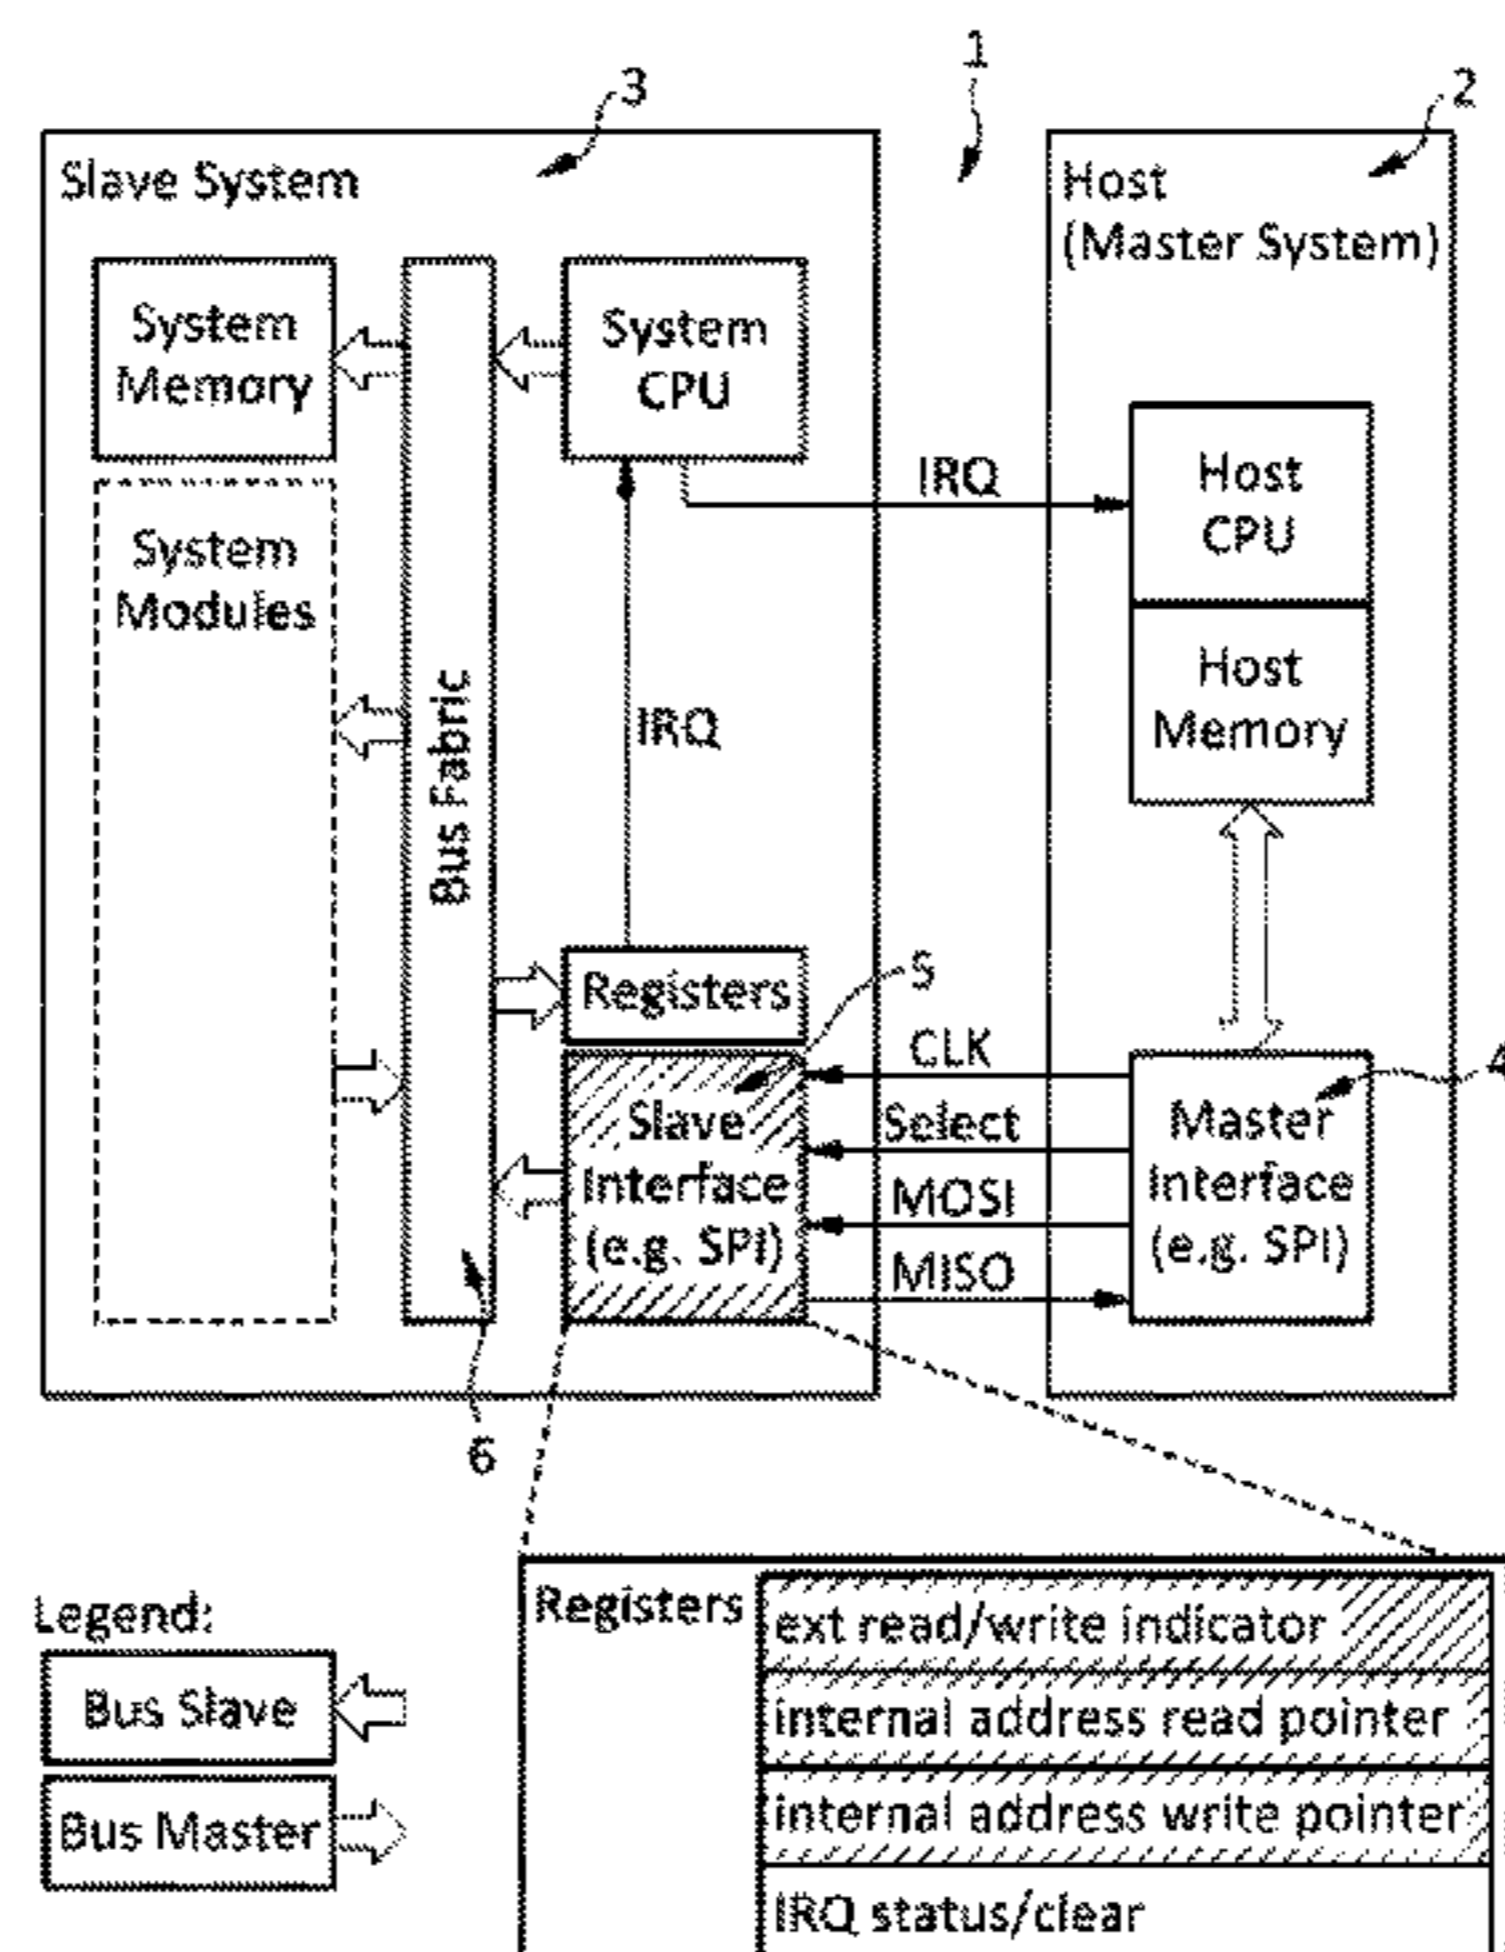 1
3
2
Slave System
Host
(Master System)
System
Memory
System
CPU
System
Modules
IRQ
Host
CPU
Host
Memory
IRQ
Bus Fabric
Registers
5
CLK
Select
MOSI
MISO
Slave
Interface
(e.g. SPI)
Master
Interface
(e.g. SPI)
4
6
Legend:
Bus Slave
Bus Master
Registers
ext read/write indicator
internal address read pointer
internal address write pointer
IRQ status/clear